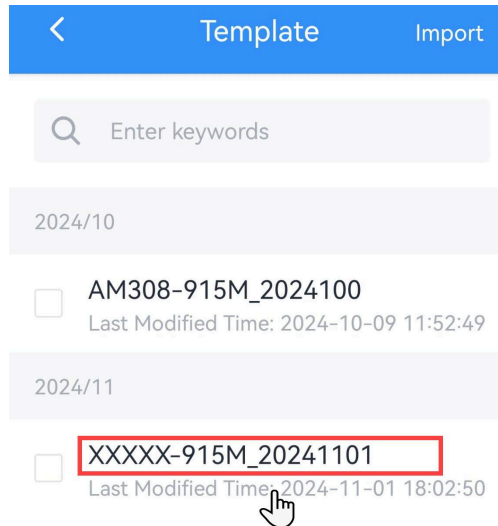 Template
Import
Enter keywords
2024/10
AM308-915M_2024100
Last Modified Time: 2024-10-09 11:52:49
2024/11
XXXXX-915M_20241101
Last Modified Time: 2024-11-01 18:02:50